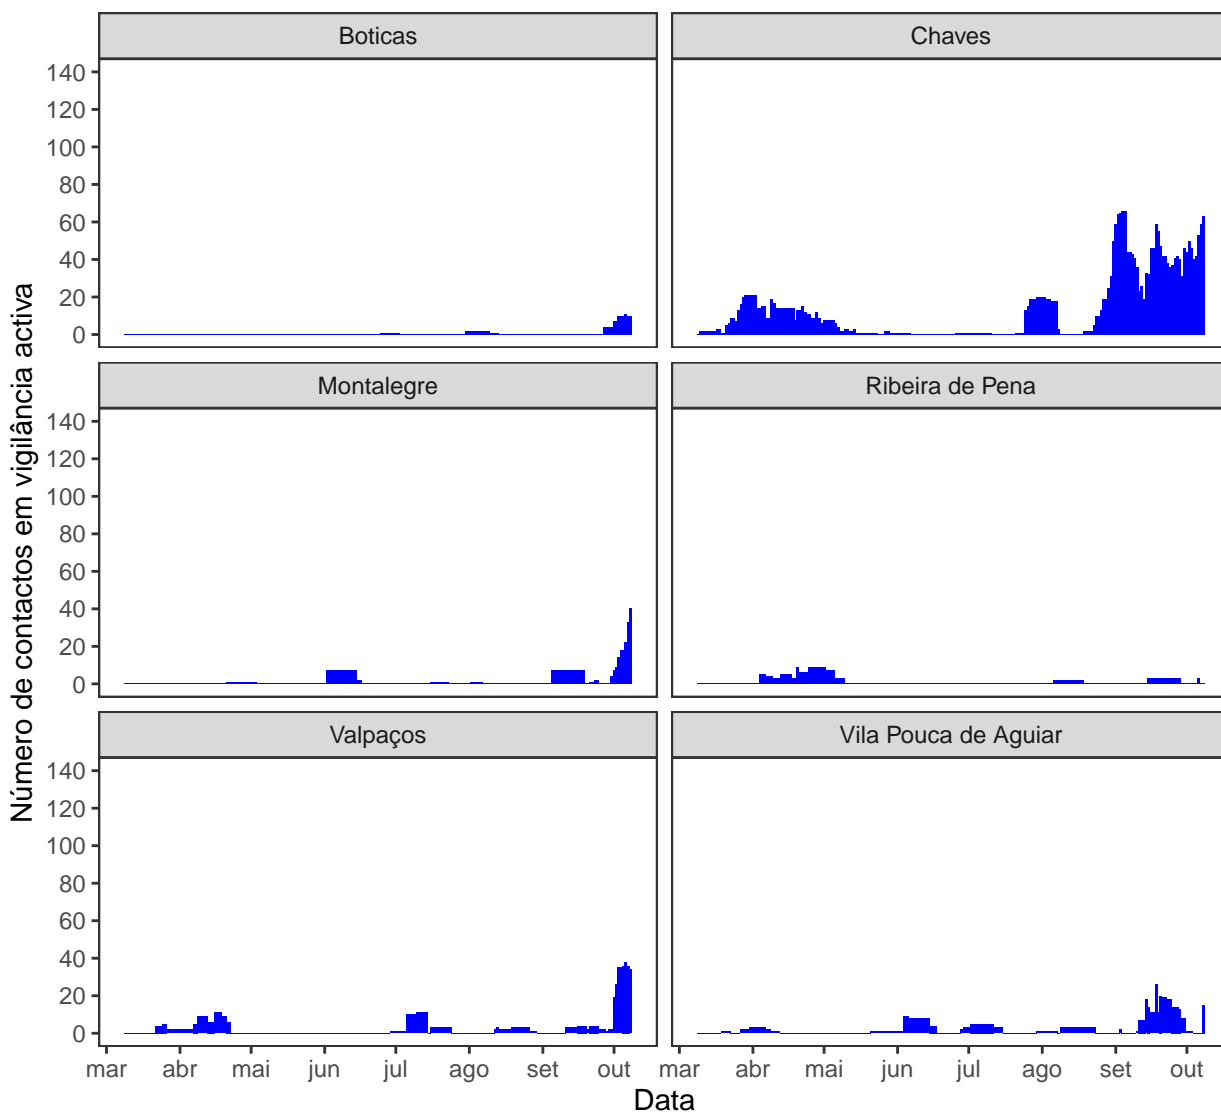 Boticas
Chaves
140
120
100
80
60
40
20
0
Montalegre
Ribeira de Pena
140
120
100
80
60
40
20
0
Valpaços
Vila Pouca de Aguiar
140
120
100
80
60
40
20
0
mar abr mai jun jul ago set out
mar abr mai jun jul ago set out
Data
Número de contactos em vigilância activa